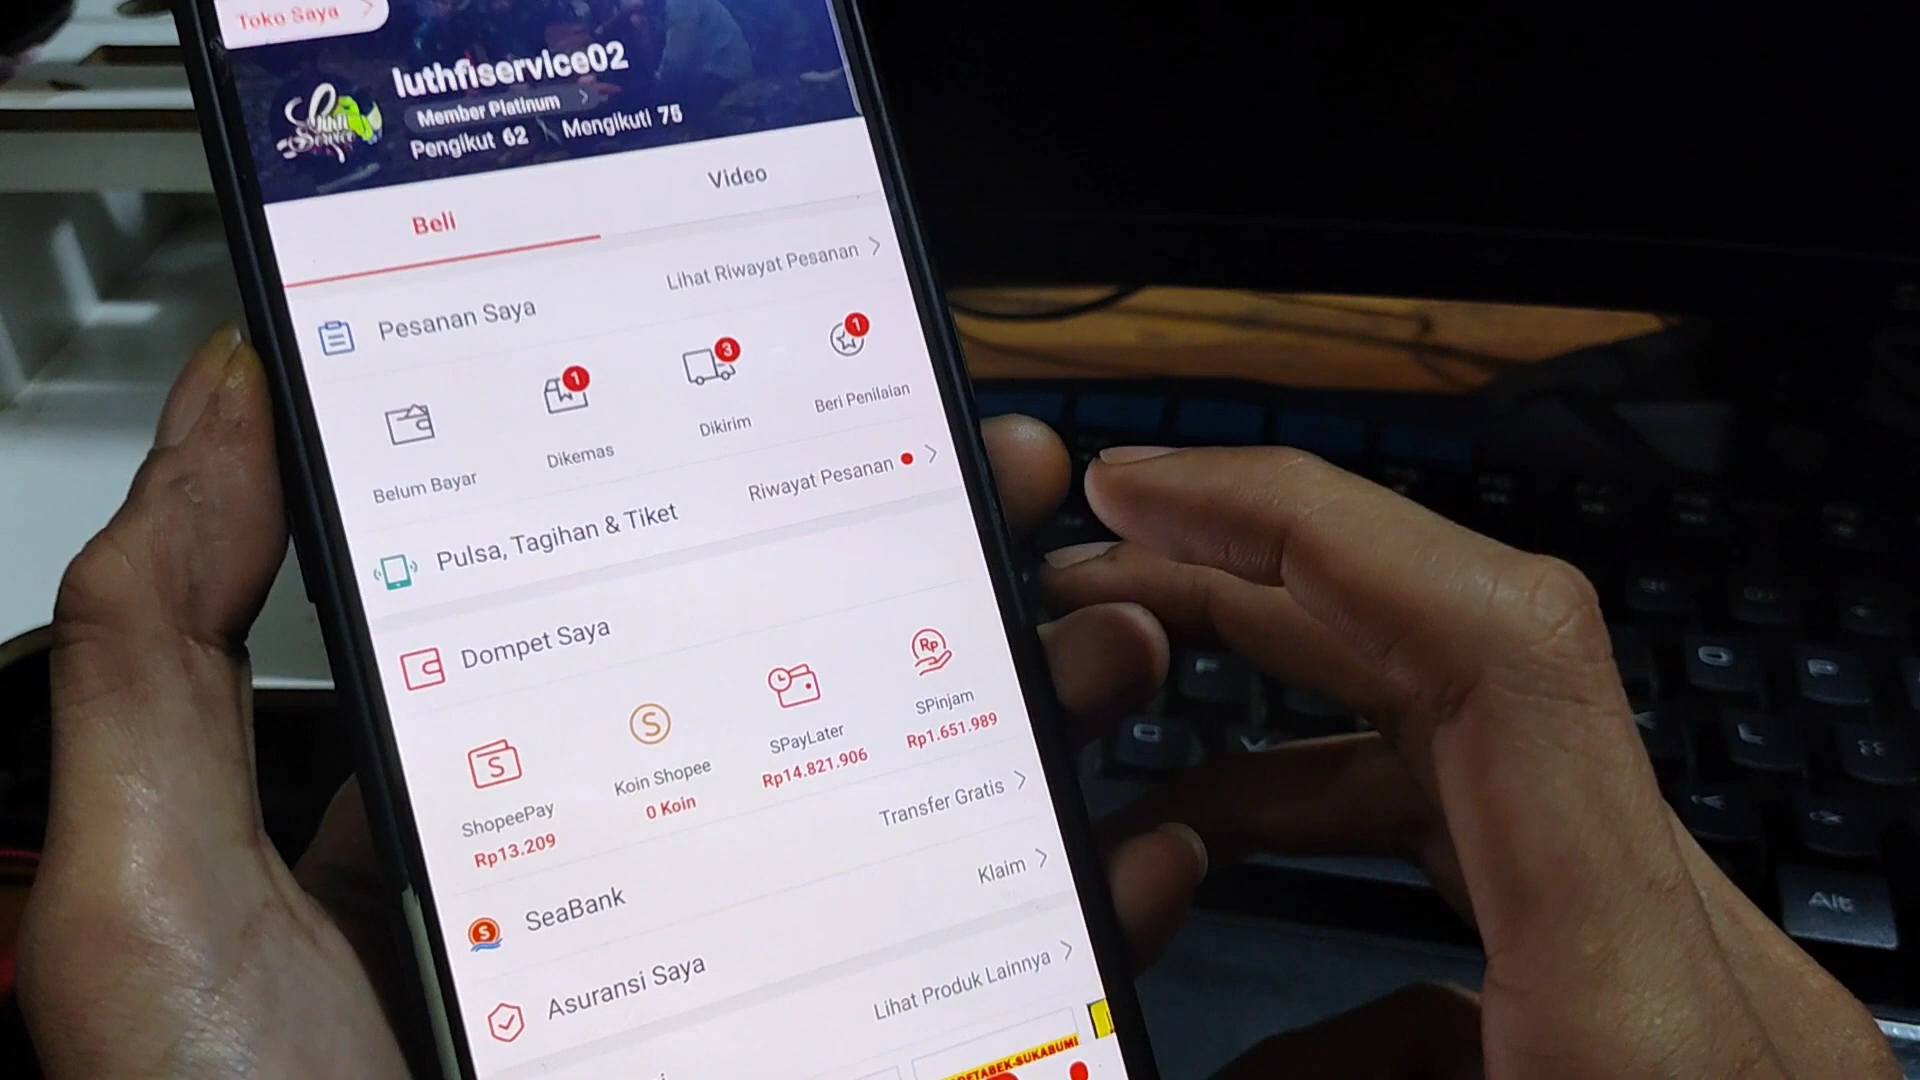 Toko Saya
luthfiservice02
Member Platinum
Pengikut 62
Mengikuti 75
Beli
Video
Pesanan Saya
Lihat Riwayat Pesanan
1
3
1
Belum Bayar
Dikemas
Dikirim
Beri Penilaian
Pulsa, Tagihan & Tiket
Riwayat Pesanan
Dompet Saya
S
S
Rp
ShopeePay
Koin Shopee
SPayLater
SPinjam
Rp13.209
0 Koin
Rp14.821.906
Rp1.651.989
S
SeaBank
Transfer Gratis
Asuransi Saya
Klaim
Lihat Produk Lainnya
Alt